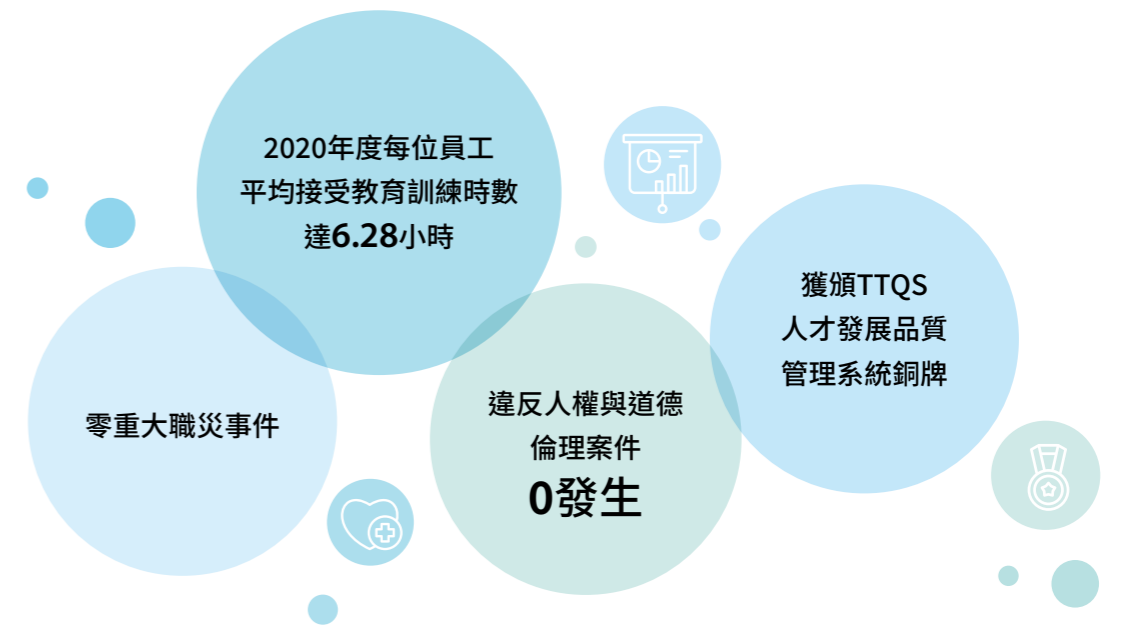 2020年度每位員工
平均接受教育訓練時數
達6.28小時
零重大職災事件
違反人權與道德
倫理案件
0發生
獲頒TTQS
人才發展品質
管理系統銅牌